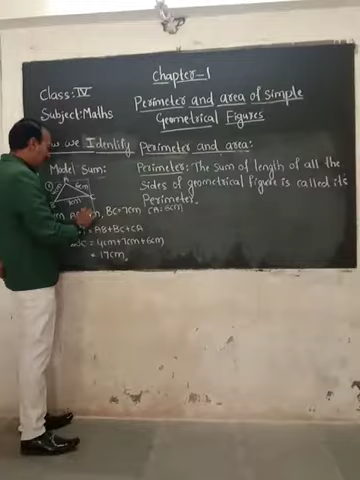 Chapter-1
Class: IV
Perimeter and area of simple
Subject: Maths
Geometrical Figures
we Identify Perimeter and area:
Model Sum:
Perimeter: The sum of length of all the
sides of geometrical figure is called its
Perimeter.
6cm
7cm
BC=7cm CA=6cm
= AB+BC+CA
= 4cm+7cm+6cm
= 17cm.